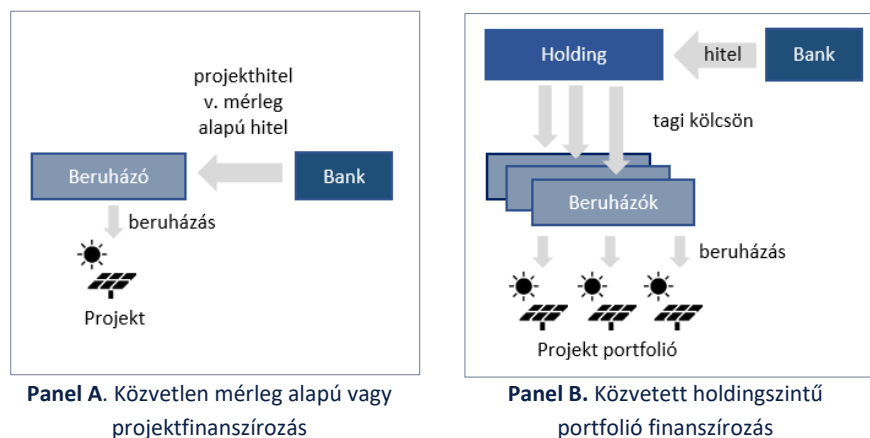 projekthitel
v. mérleg
alapú hitel
Beruházó
Bank
beruházás
Projekt
Panel A. Közvetlen mérleg alapú vagy
projektfinanszírozás
Holding
hitel
Bank
tagi kölcsön
Beruházók
beruházás
Projekt portfolió
Panel B. Közvetett holdingszintű
portfolió finanszírozás